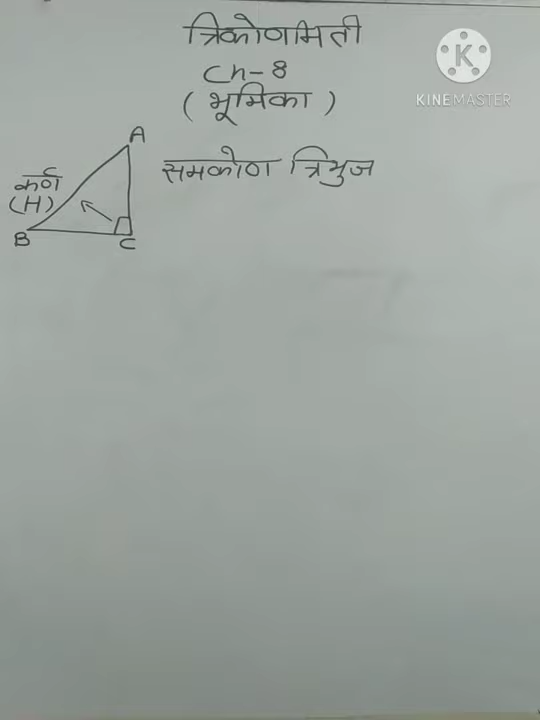 त्रिकोणमिती
Ch-8
(भूमिका)
K
KINEMASTER
A
समकोण त्रिभुज
कर्ण
(H)
B
C